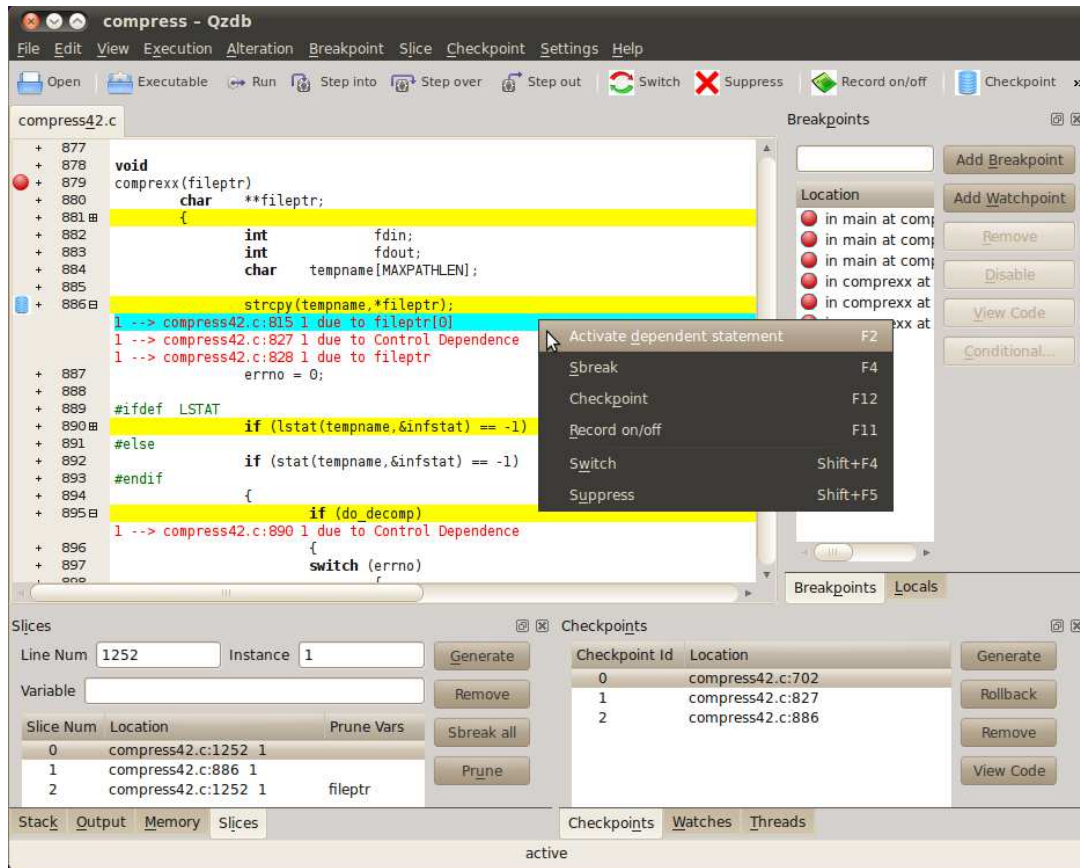 compress – Qzdb
File Edit View Execution Alteration Breakpoint Slice Checkpoint Settings Help
Open Executable Run Step into Step over Step out Switch Suppress Record on/off Checkpoint »
compress42.c
+ 877
+ 878 void
+ 879 comprexx(fileptr)
+ 880 char **fileptr;
+ 881 {
+ 882 int fdin;
+ 883 int fdout;
+ 884 char tempname[MAXPATHLEN];
+ 885
+ 886 strcpy(tempname,*fileptr);
1 --> compress42.c:815 1 due to fileptr[0]
1 --> compress42.c:827 1 due to Control Dependence
1 --> compress42.c:828 1 due to fileptr
+ 887 errno = 0;
+ 888
+ 889 #ifdef LSTAT
+ 890 if (lstat(tempname,&infstat) == -1)
+ 891 #else
+ 892 if (stat(tempname,&infstat) == -1)
+ 893 #endif
+ 894 {
+ 895 if (do_decomp)
1 --> compress42.c:890 1 due to Control Dependence
+ 896 {
+ 897 switch (errno)
{
Activate dependent statement F2
Sbreak F4
Checkpoint F12
Record on/off F11
Switch Shift+F4
Suppress Shift+F5
Breakpoints
Location
in main at comp
in main at comp
in main at comp
in comprexx at
in comprexx at
exx at
Add Breakpoint
Add Watchpoint
Remove
Disable
View Code
Conditional...
Breakpoints Locals
Slices
Line Num 1252 Instance 1 Generate
Variable Remove
Slice Num Location Prune Vars Sbreak all
0 compress42.c:1252 1
1 compress42.c:886 1 Prune
2 compress42.c:1252 1 fileptr
Stack Output Memory Slices
Checkpoints
Checkpoint Id Location Generate
0 compress42.c:702
1 compress42.c:827 Rollback
2 compress42.c:886 Remove
View Code
Checkpoints Watches Threads
active